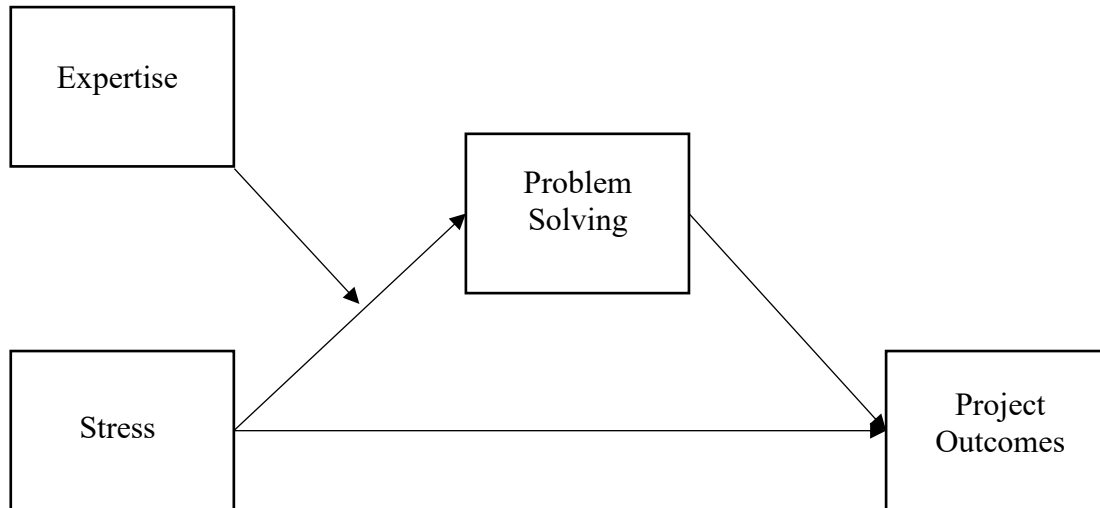 Expertise
Problem
Solving
Stress
Project
Outcomes